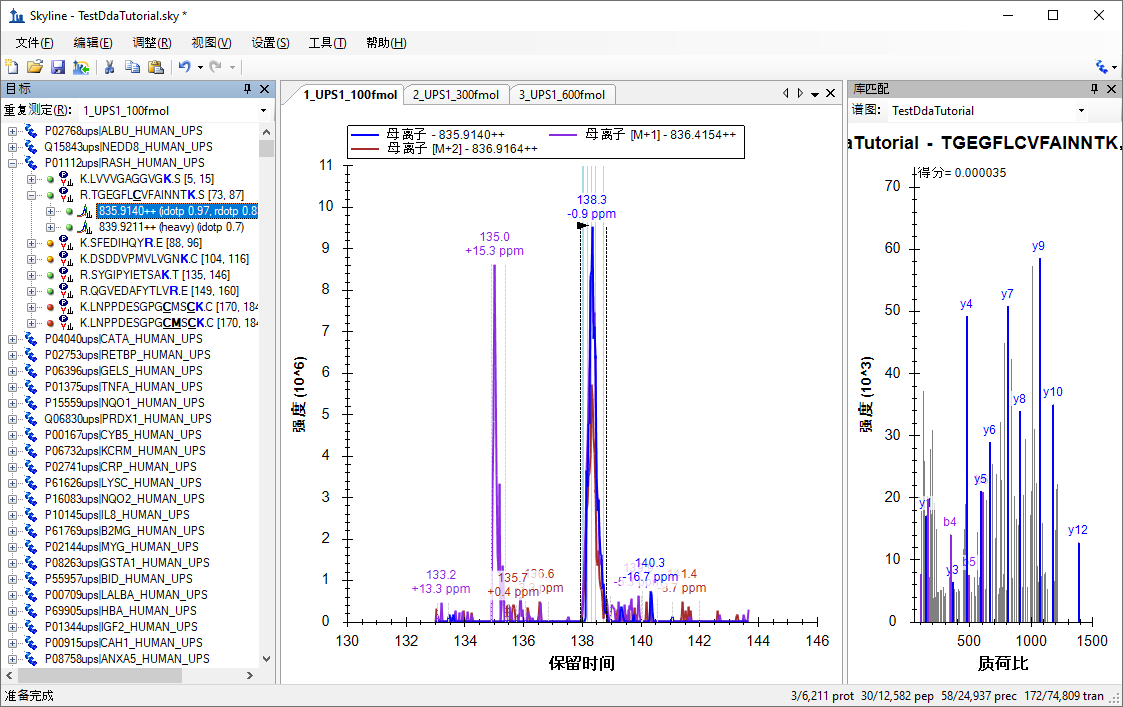 Skyline - TestDdaTutorial.sky *
文件(F) 编辑(E) 调整(R) 视图(V) 设置(S) 工具(T) 帮助(H)
目标
重复测定(R): 1_UPS1_100fmol
P02768ups|ALBU_HUMAN_UPS
Q15843ups|NEDD8_HUMAN_UPS
P01112ups|RASH_HUMAN_UPS
K.LVVVGAGGVGK.S [5, 15]
R.TGEGFLCVFAINNTK.S [73, 87]
835.9140++ (idotp 0.97, rdotp 0.8
839.9211++ (heavy) (idotp 0.7)
K.SFEDIHQYR.E [88, 96]
K.DSDDVPMVLVGNK.C [104, 116]
R.SYGIPYIETSAK.T [135, 146]
R.QGVEDAFYTLVR.E [149, 160]
K.LNPPDESGPGCMSCK.C [170, 184
K.LNPPDESGPGCMSCK.C [170, 184
P04040ups|CATA_HUMAN_UPS
P02753ups|RETBP_HUMAN_UPS
P06396ups|GELS_HUMAN_UPS
P01375ups|TNFA_HUMAN_UPS
P15559ups|NQO1_HUMAN_UPS
Q06830ups|PRDX1_HUMAN_UPS
P00167ups|CYB5_HUMAN_UPS
P06732ups|KCRM_HUMAN_UPS
P02741ups|CRP_HUMAN_UPS
P61626ups|LYSC_HUMAN_UPS
P16083ups|NQO2_HUMAN_UPS
P10145ups|IL8_HUMAN_UPS
P61769ups|B2MG_HUMAN_UPS
P02144ups|MYG_HUMAN_UPS
P08263ups|GSTA1_HUMAN_UPS
P55957ups|BID_HUMAN_UPS
P00709ups|LALBA_HUMAN_UPS
P69905ups|HBA_HUMAN_UPS
P01344ups|IGF2_HUMAN_UPS
P00915ups|CAH1_HUMAN_UPS
P08758ups|ANXA5_HUMAN_UPS
1_UPS1_100fmol 2_UPS1_300fmol 3_UPS1_600fmol
母离子 - 835.9140++ 母离子 [M+1] - 836.4154++
母离子 [M+2] - 836.9164++
11
10
9
8
7
6
5
4
3
2
1
0
强度 (10^6)
138.3
-0.9 ppm
135.0
+15.3 ppm
133.2
+13.3 ppm
135.7
+0.4 ppm
140.3
-16.7 ppm
130 132 134 136 138 140 142 144 146
保留时间
库匹配
谱图: TestDdaTutorial
aTutorial - TGEGFLCVFAINNTK,
得分= 0.000035
70
60
50
40
30
20
10
0
强度 (10^3)
y9
y7
y4
y10
y8
y6
y5
y1
b4
y12
b5
y3
500 1000 1500
质荷比
准备完成
3/6,211 prot 30/12,582 pep 58/24,937 prec 172/74,809 tran